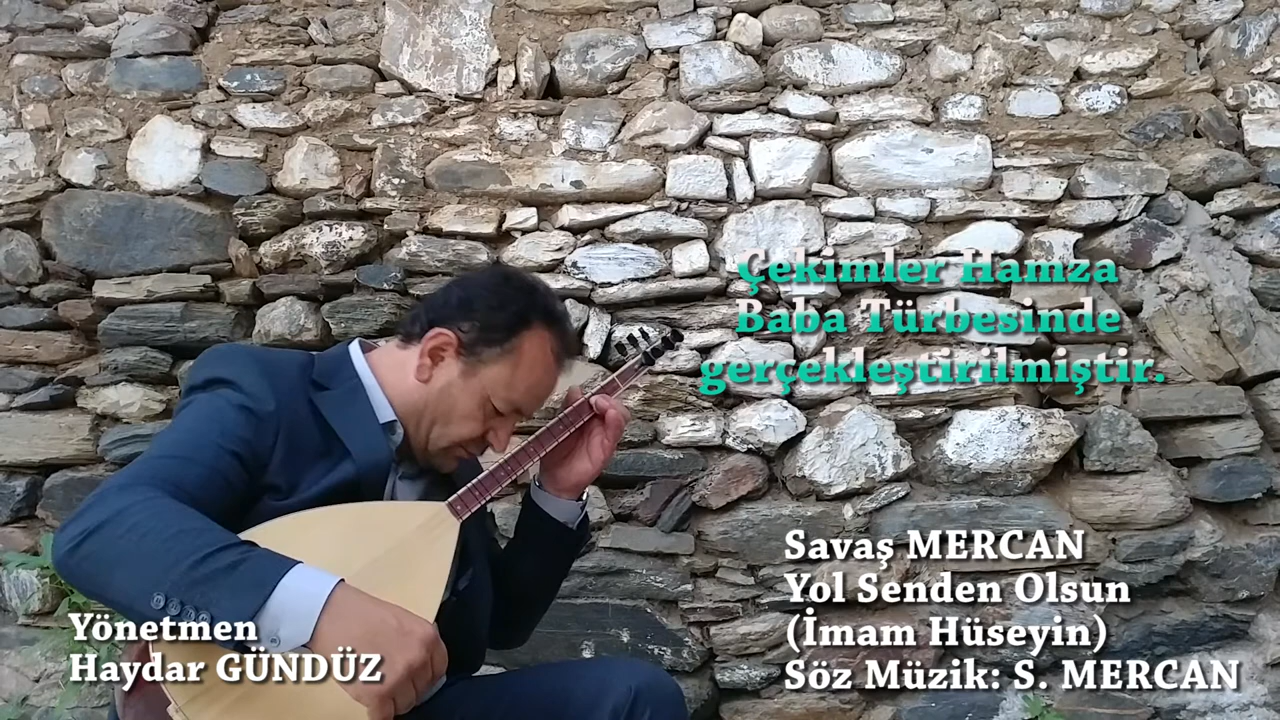 Çekimler Hamza
Baba Türbesinde
gerçekleştirilmiştir.
Savaş MERCAN
Yol Senden Olsun
(İmam Hüseyin)
Söz Müzik: S. MERCAN
Yönetmen
Haydar GÜNDÜZ